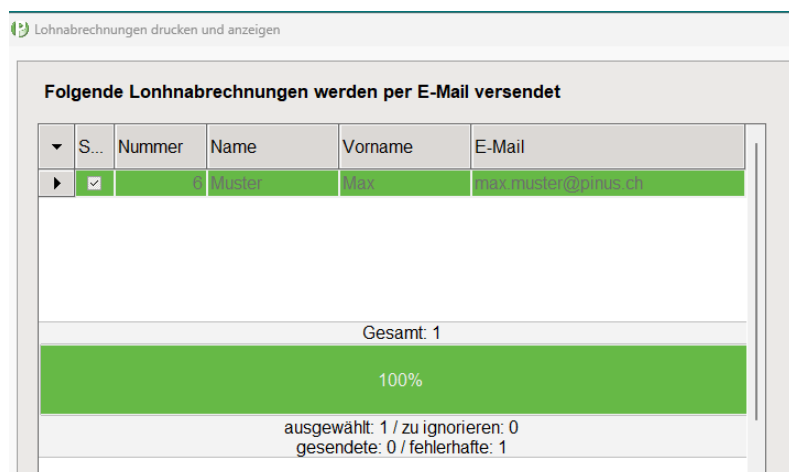 Lohnabrechnungen drucken und anzeigen
Folgende Lonhnabrechnungen werden per E-Mail versendet
S... Nummer Name Vorname E-Mail
6 Muster Max max.muster@pinus.ch
Gesamt: 1
100%
ausgewählt: 1 / zu ignorieren: 0
gesendete: 0 / fehlerhafte: 1